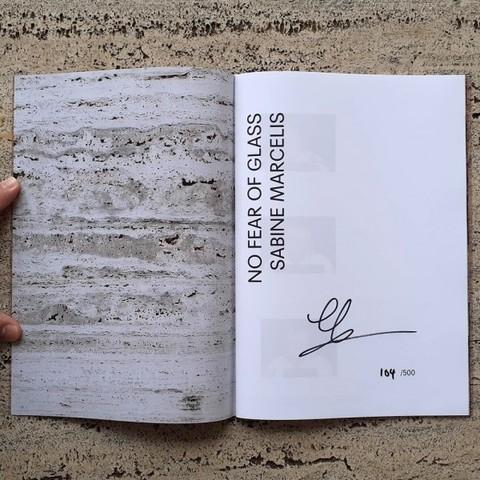 NO FEAR OF GLASS
SABINE MARCELIS
104 /500